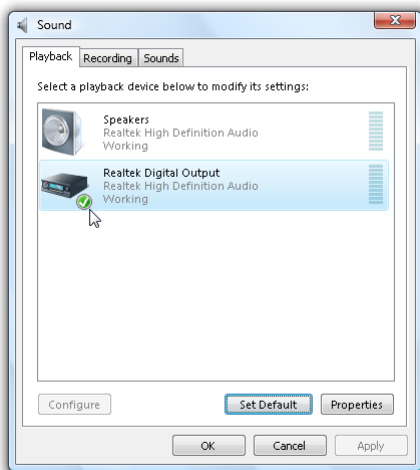 Sound
Playback Recording Sounds
Select a playback device below to modify its settings:
Speakers
Realtek High Definition Audio
Working
Realtek Digital Output
Realtek High Definition Audio
Working
Configure Set Default Properties
OK Cancel Apply